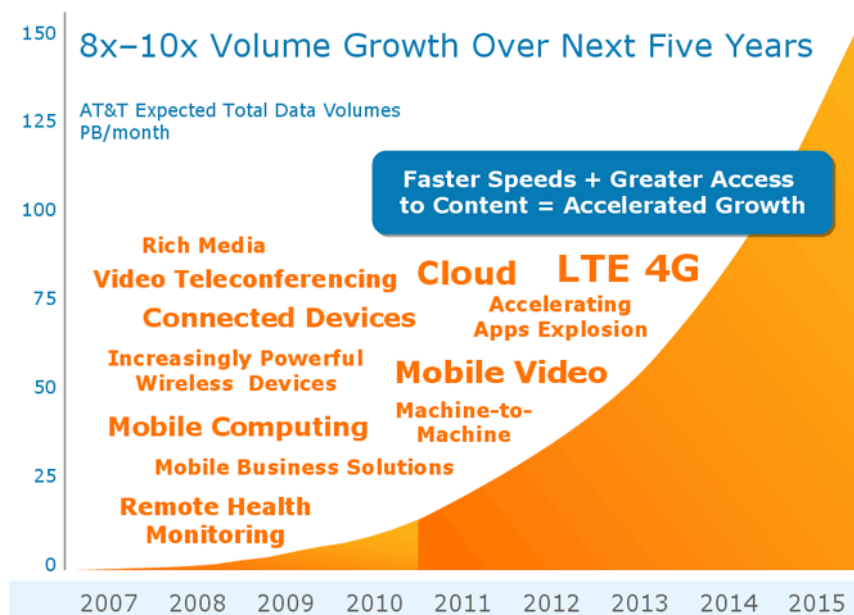 8x–10x Volume Growth Over Next Five Years
AT&T Expected Total Data Volumes
PB/month
150
125
100
75
50
25
0
Faster Speeds + Greater Access
to Content = Accelerated Growth
Rich Media
Video Teleconferencing
Cloud
LTE 4G
Connected Devices
Accelerating
Apps Explosion
Increasingly Powerful
Wireless Devices
Mobile Video
Mobile Computing
Machine-to-
Machine
Mobile Business Solutions
Remote Health
Monitoring
2007 2008 2009 2010 2011 2012 2013 2014 2015